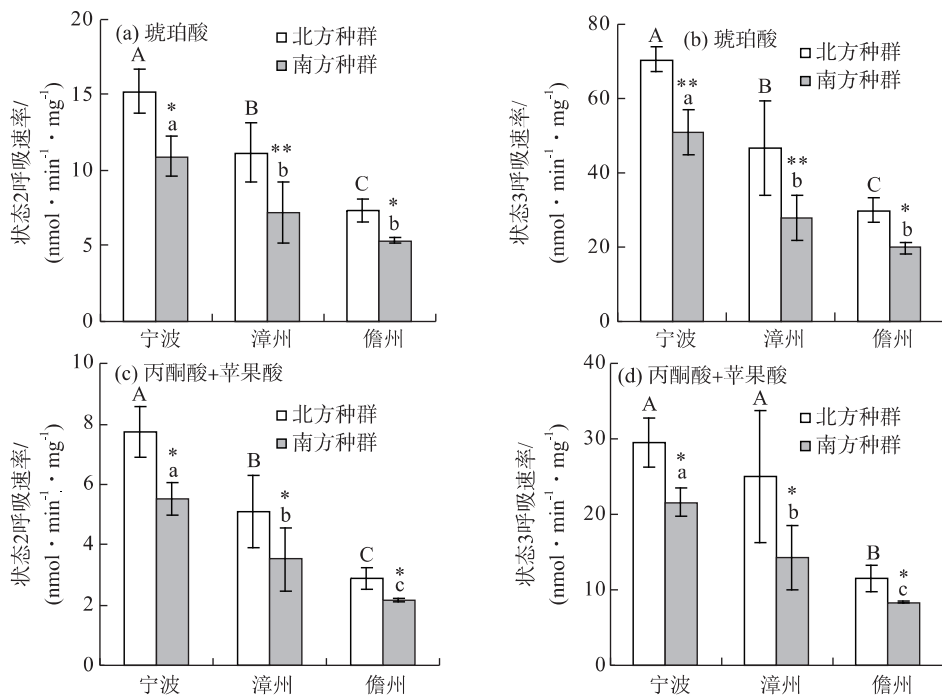 (a) 琥珀酸
北方种群
南方种群
状态2呼吸速率/
(nmol·min⁻¹·mg⁻¹)
20
15
10
5
0
A
*
a
B
**
b
C
*
b
宁波
漳州
儋州
(b) 琥珀酸
北方种群
南方种群
状态3呼吸速率/
(nmol·min⁻¹·mg⁻¹)
80
60
40
20
0
A
**
a
B
**
b
C
*
b
宁波
漳州
儋州
(c) 丙酮酸+苹果酸
北方种群
南方种群
状态2呼吸速率/
(nmol·min⁻¹·mg⁻¹)
10
8
6
4
2
0
A
*
a
B
*
b
C
*
c
宁波
漳州
儋州
(d) 丙酮酸+苹果酸
北方种群
南方种群
状态3呼吸速率/
(nmol·min⁻¹·mg⁻¹)
40
30
20
10
0
A
*
a
A
*
b
B
*
c
宁波
漳州
儋州